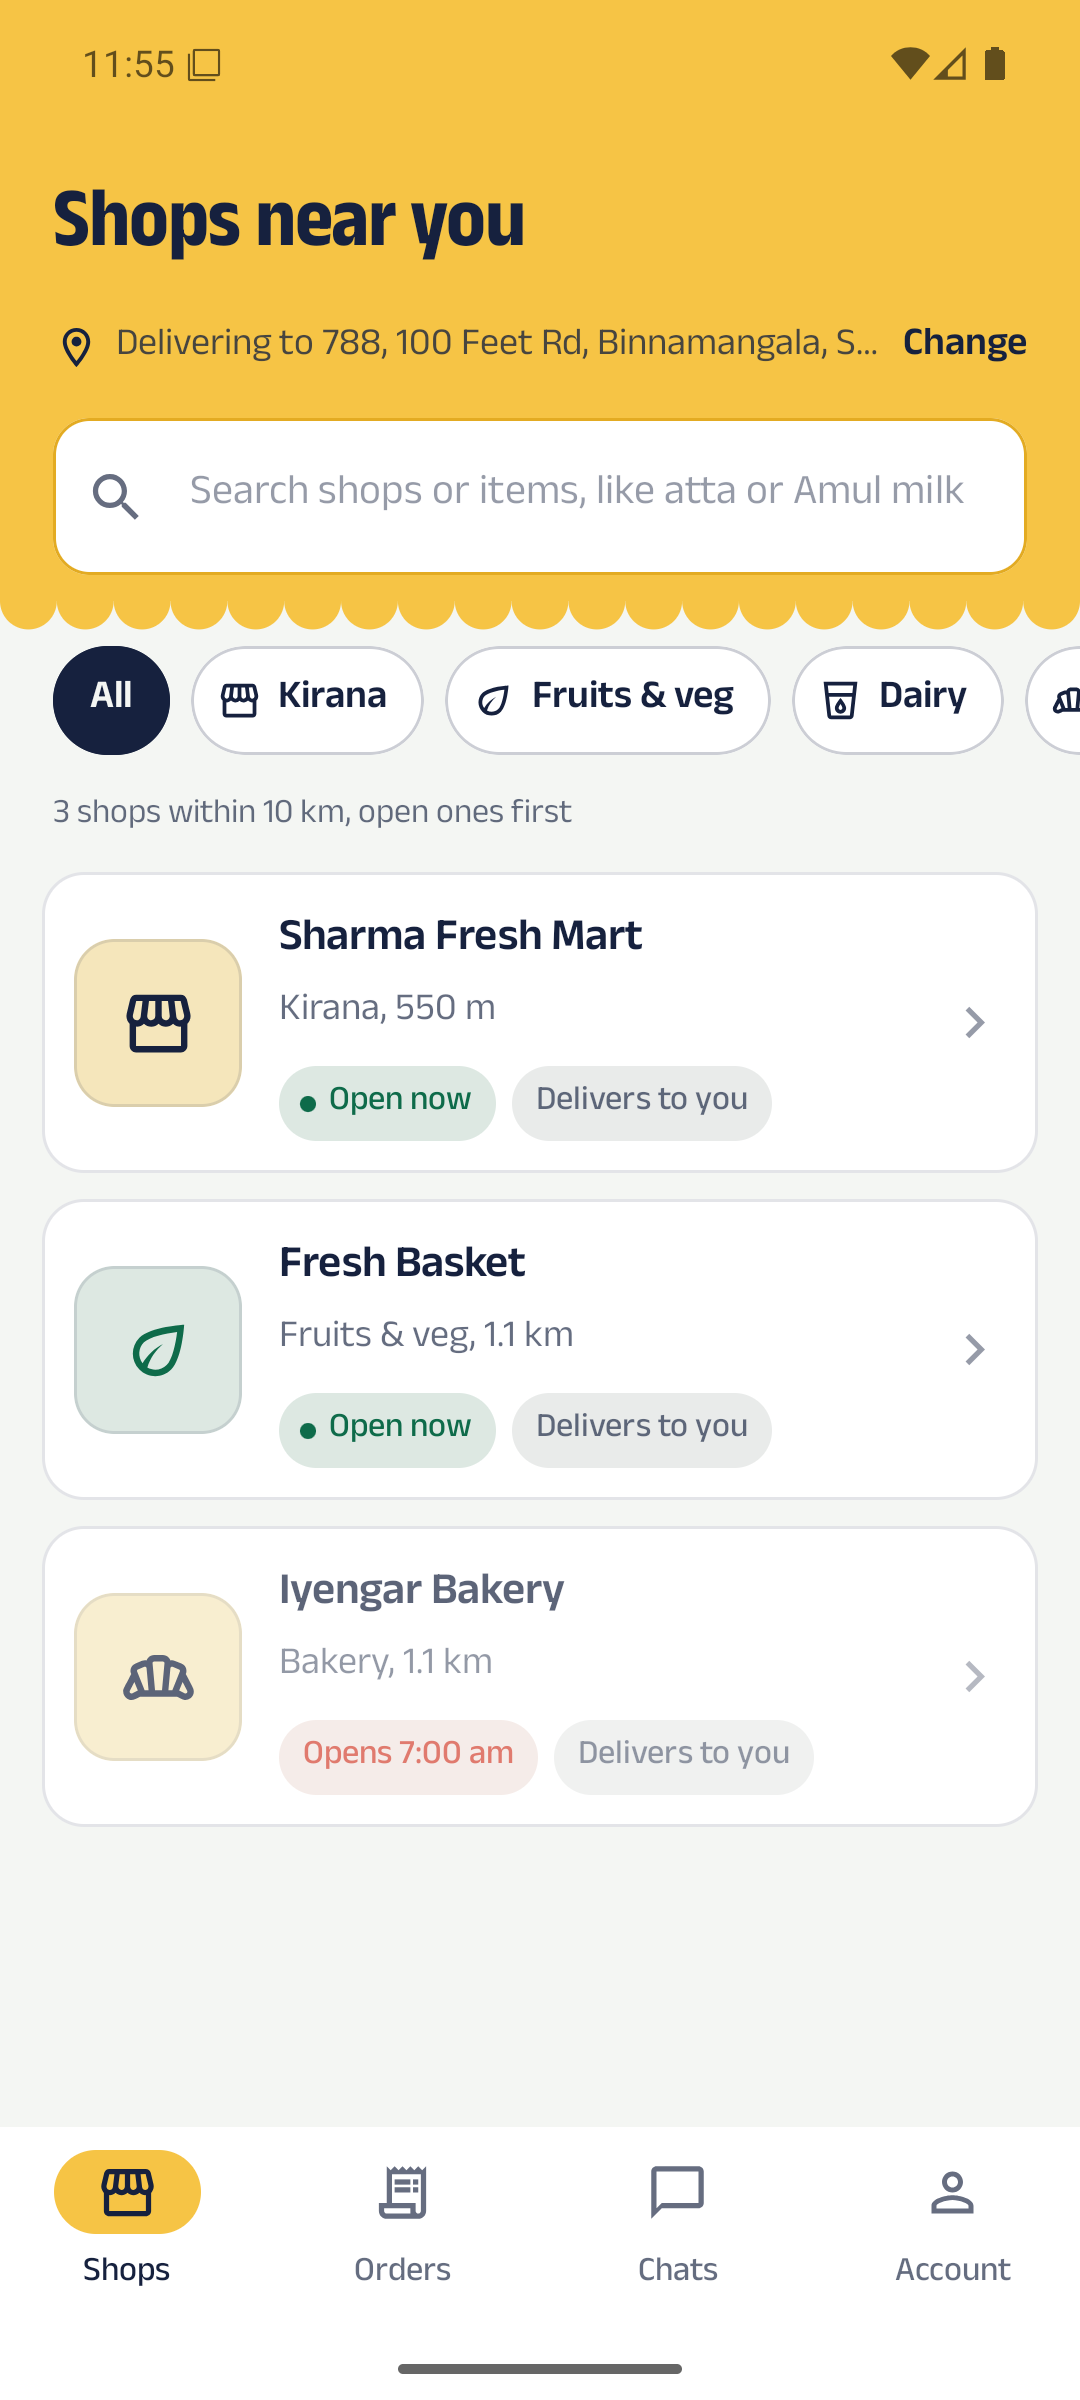 11:55
Shops near you
Delivering to 788, 100 Feet Rd, Binnamangala, S... Change
Search shops or items, like atta or Amul milk
All Kirana Fruits & veg Dairy
3 shops within 10 km, open ones first
Sharma Fresh Mart
Kirana, 550 m
Open now Delivers to you
Fresh Basket
Fruits & veg, 1.1 km
Open now Delivers to you
Iyengar Bakery
Bakery, 1.1 km
Opens 7:00 am Delivers to you
Shops Orders Chats Account